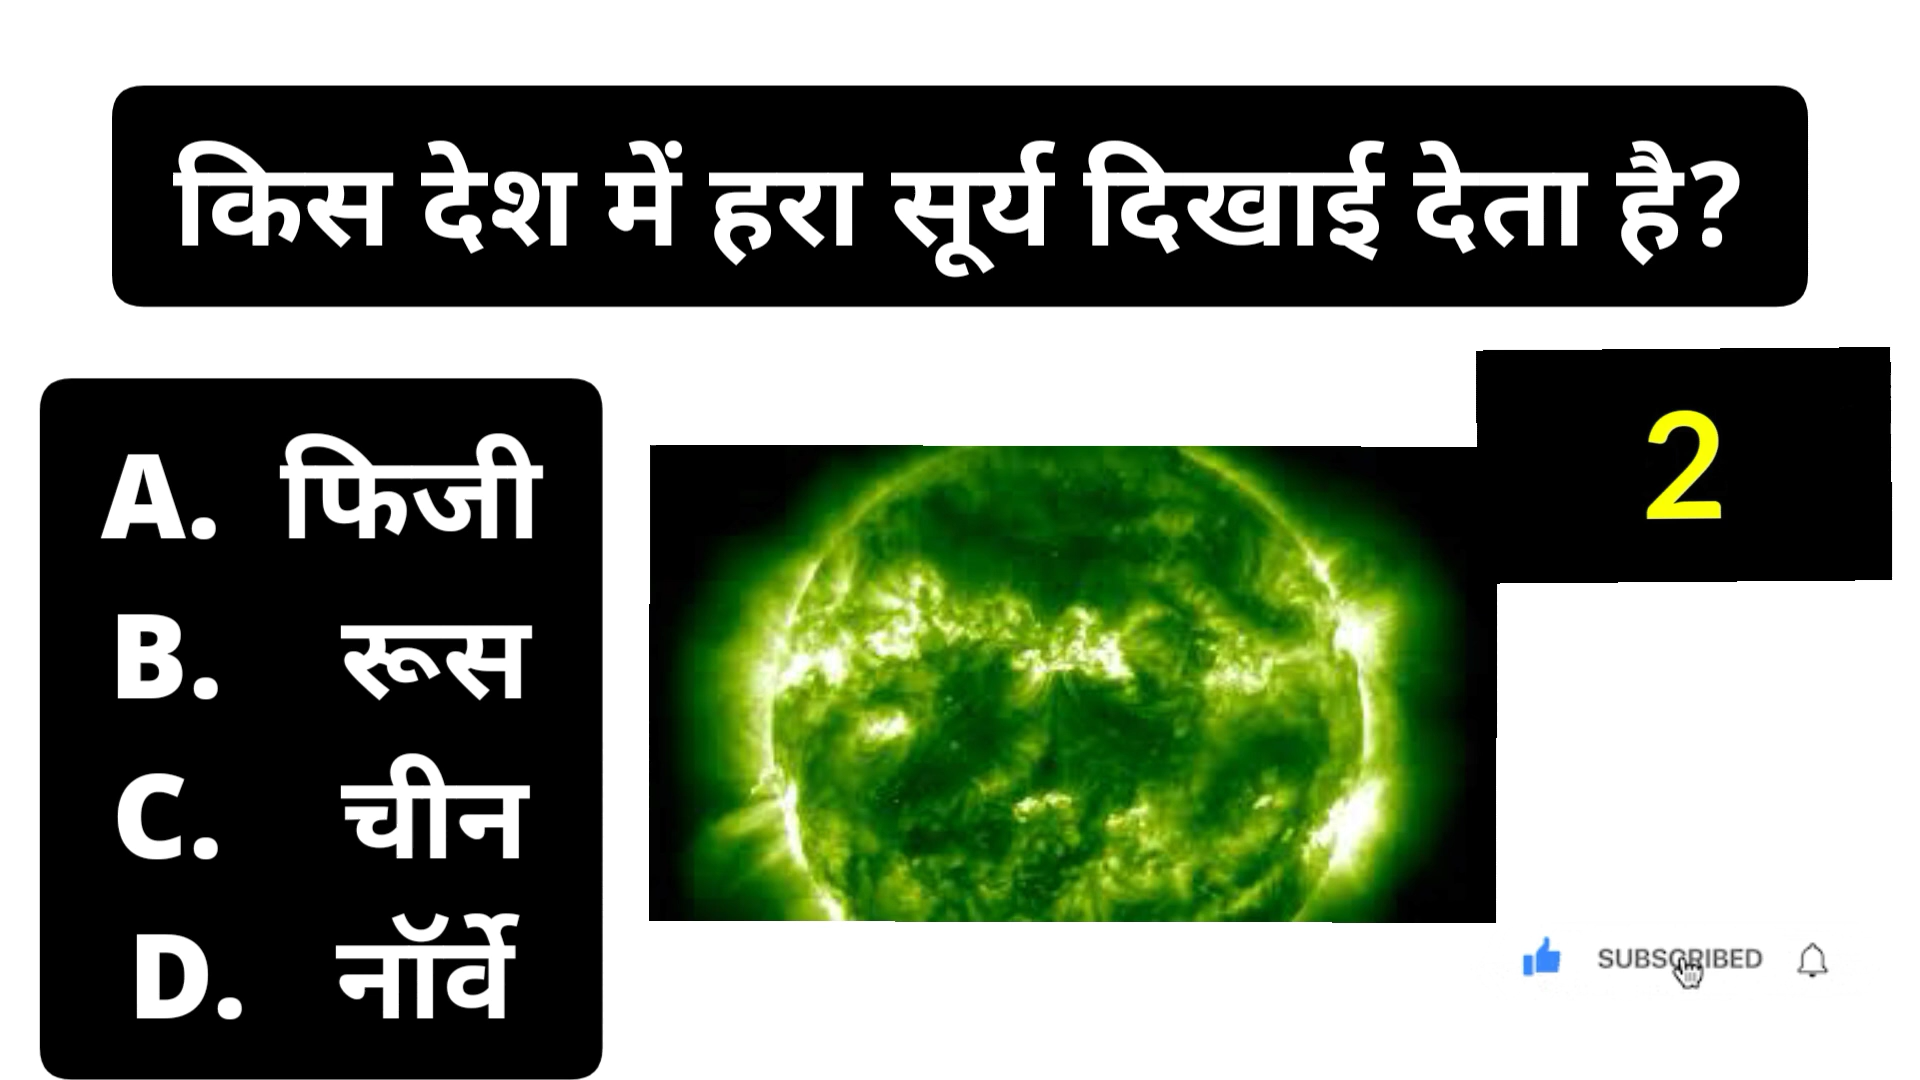 किस देश में हरा सूर्य दिखाई देता है?
2
A. फिजी
B. रूस
C. चीन
D. नॉर्वे
SUBSCRIBED